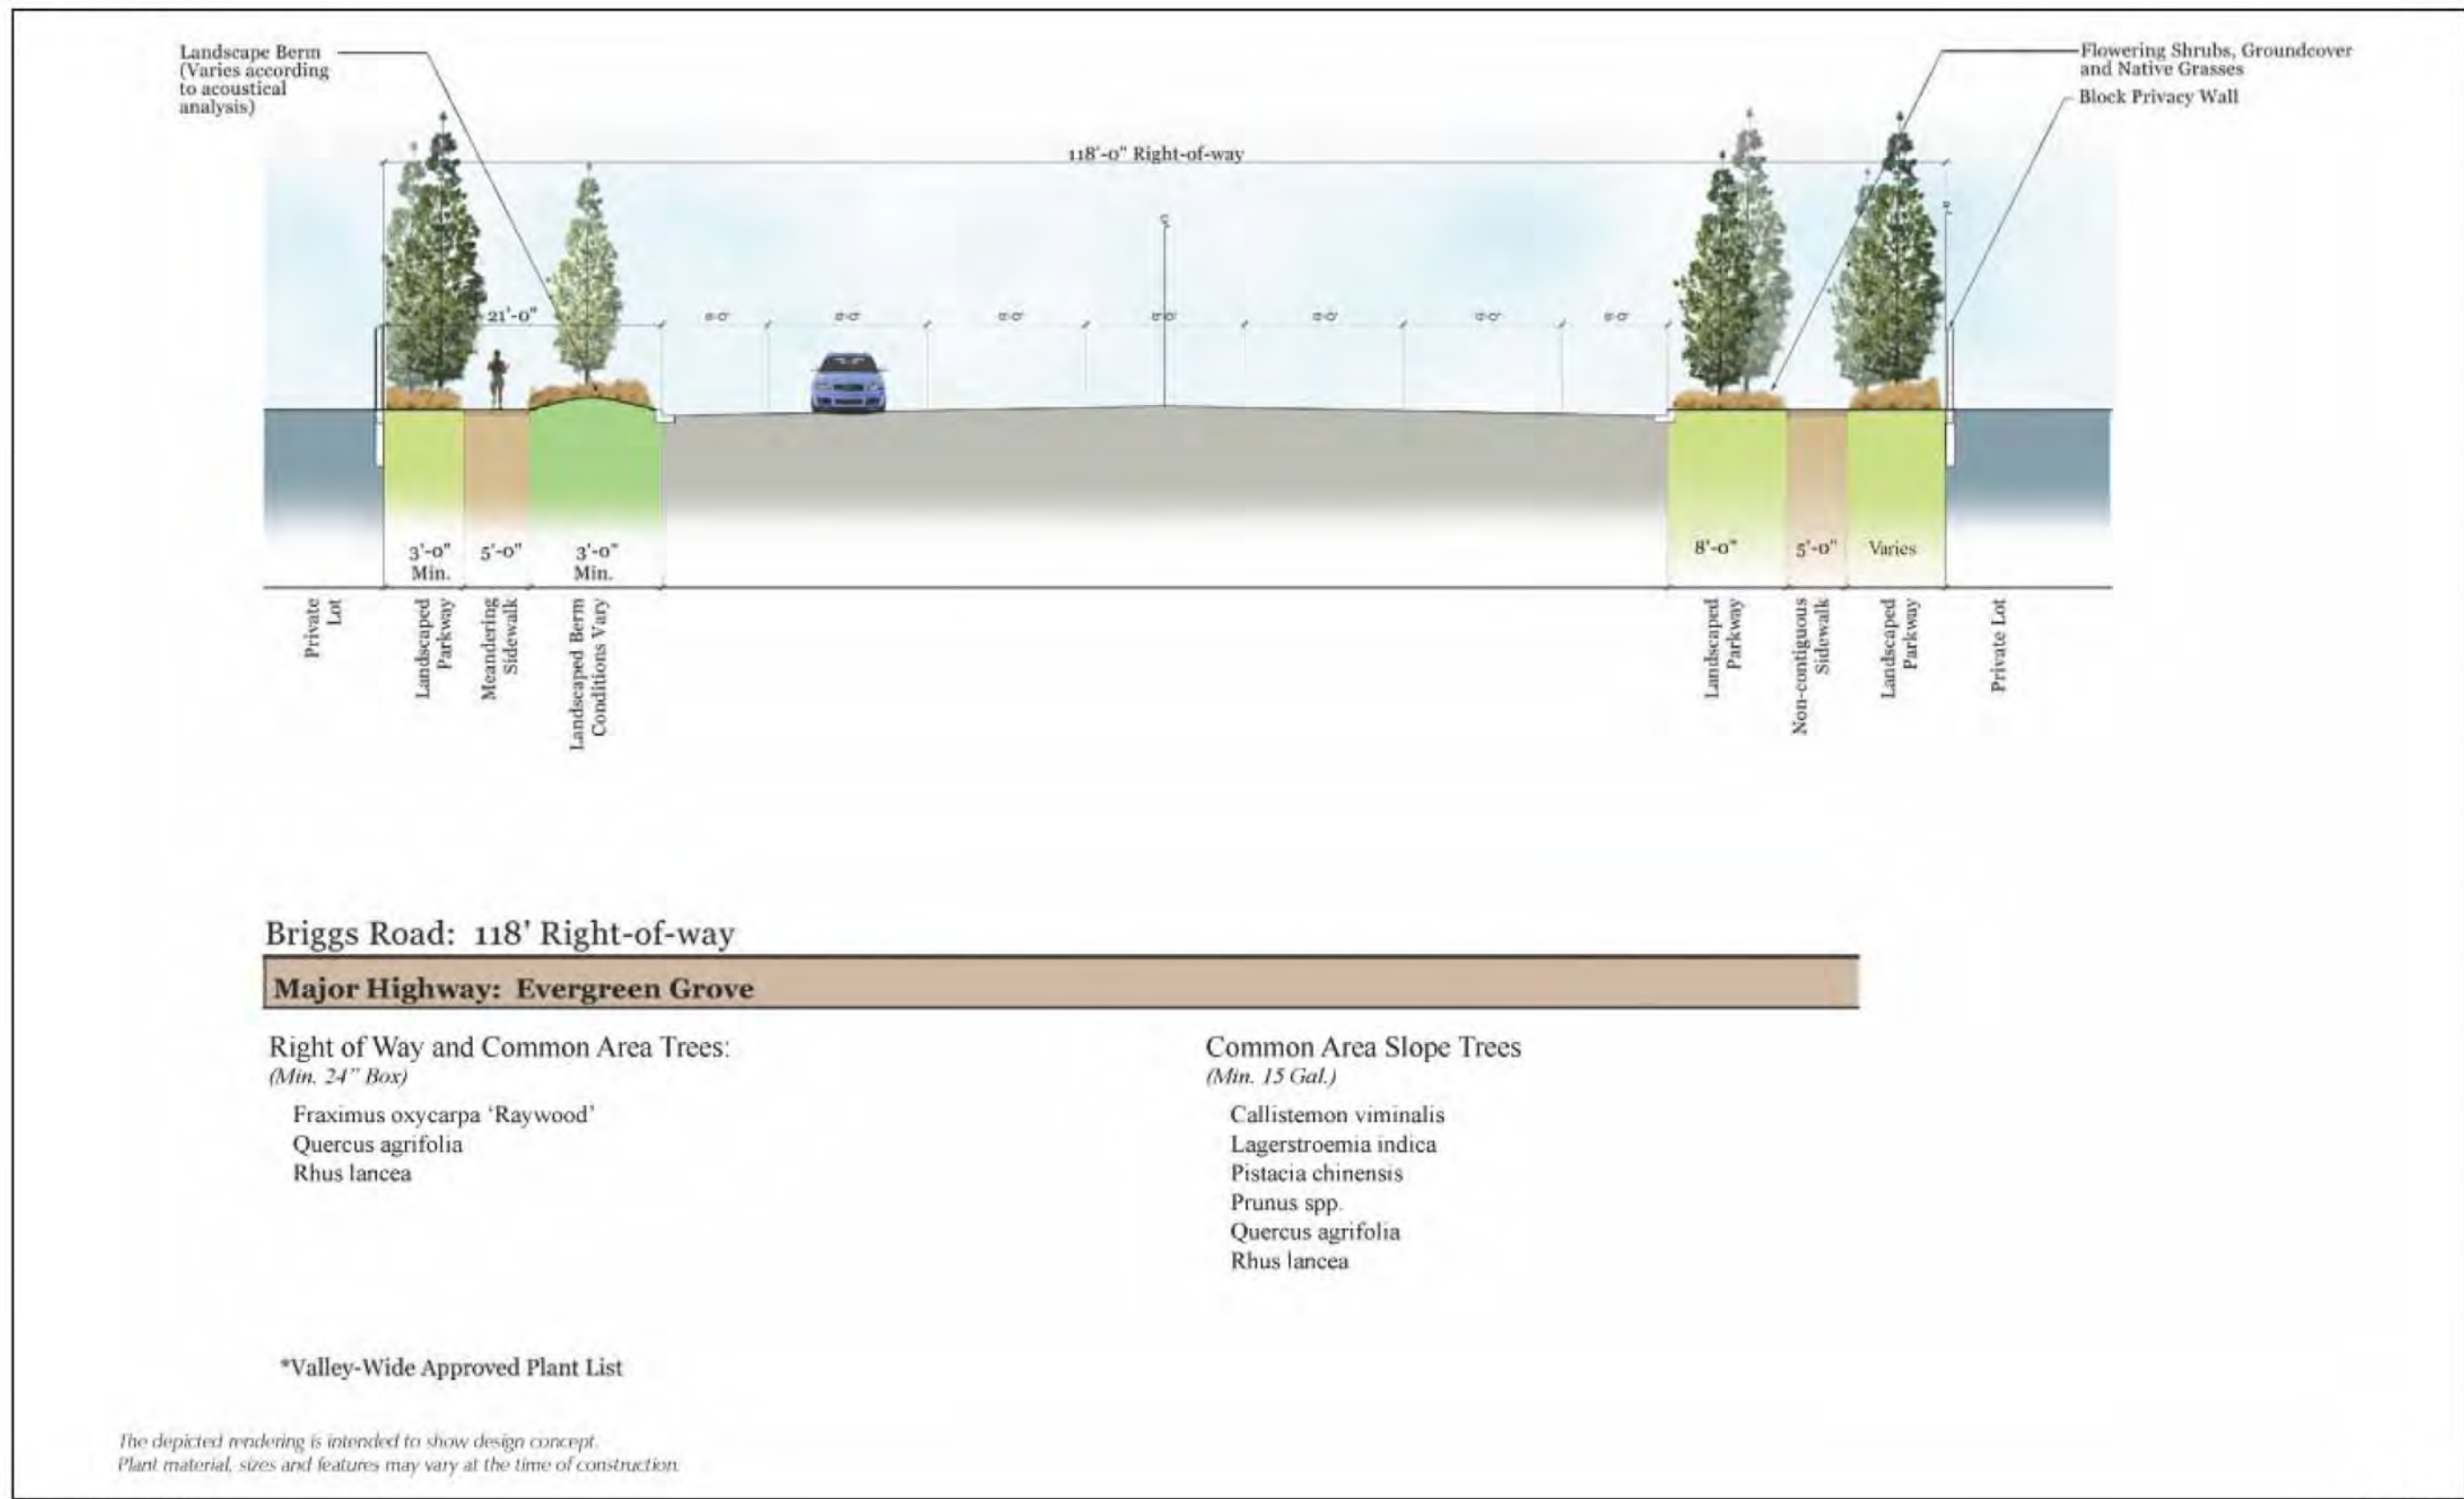 Landscape Berm
(Varies according
to acoustical
analysis)
Flowering Shrubs, Groundcover
and Native Grasses
Block Privacy Wall
118'-0" Right-of-way
21'-0"
3'-0"
Min.
5'-0"
3'-0"
Min.
8'-0"
5'-0"
Varies
Private
Lot
Landscaped
Parkway
Meandering
Sidewalk
Landscaped Berm
Conditions Vary
Landscaped
Parkway
Non-contiguous
Sidewalk
Landscaped
Parkway
Private Lot
Briggs Road: 118' Right-of-way
Major Highway: Evergreen Grove
Right of Way and Common Area Trees:
(Min. 24” Box)
Fraximus oxycarpa ‘Raywood’
Quercus agrifolia
Rhus lancea
Common Area Slope Trees
(Min. 15 Gal.)
Callistemon viminalis
Lagerstroemia indica
Pistacia chinensis
Prunus spp.
Quercus agrifolia
Rhus lancea
*Valley-Wide Approved Plant List
The depicted rendering is intended to show design concept.
Plant material, sizes and features may vary at the time of construction.